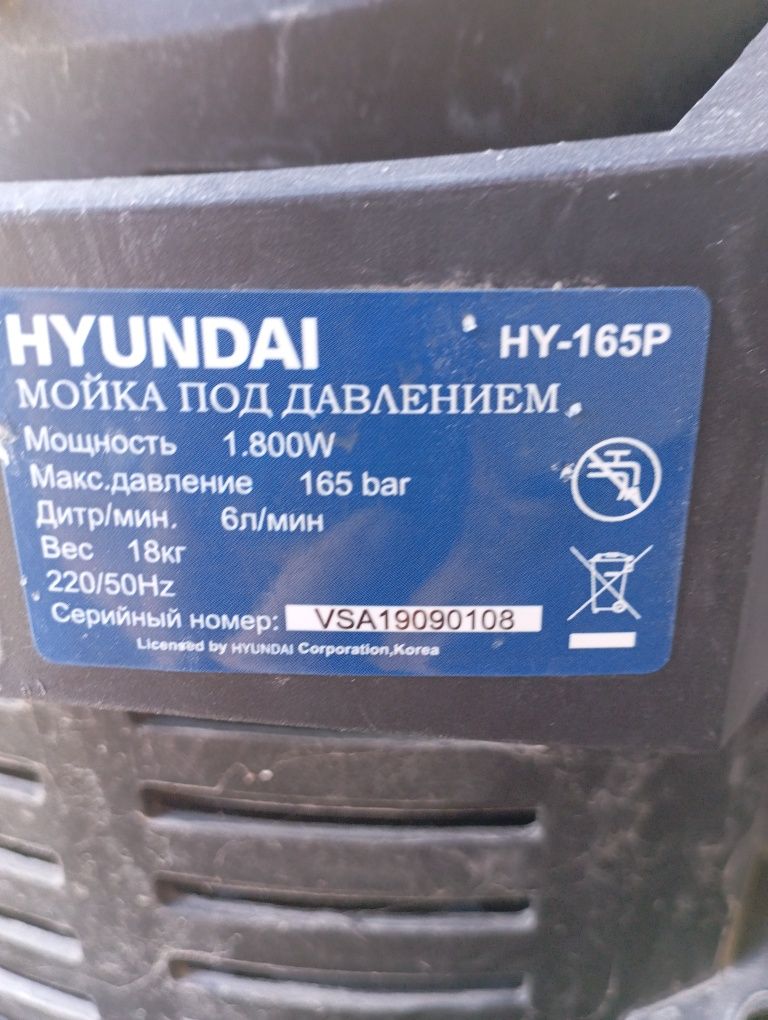 HYUNDAI HY-165P
МОЙКА ПОД ДАВЛЕНИЕМ
Мощность 1.800W
Макс.давление 165 bar
Дитр/мин. 6л/мин
Вес 18кг
220/50Hz
Серийный номер: VSA19090108
Licensed by HYUNDAI Corporation,Korea